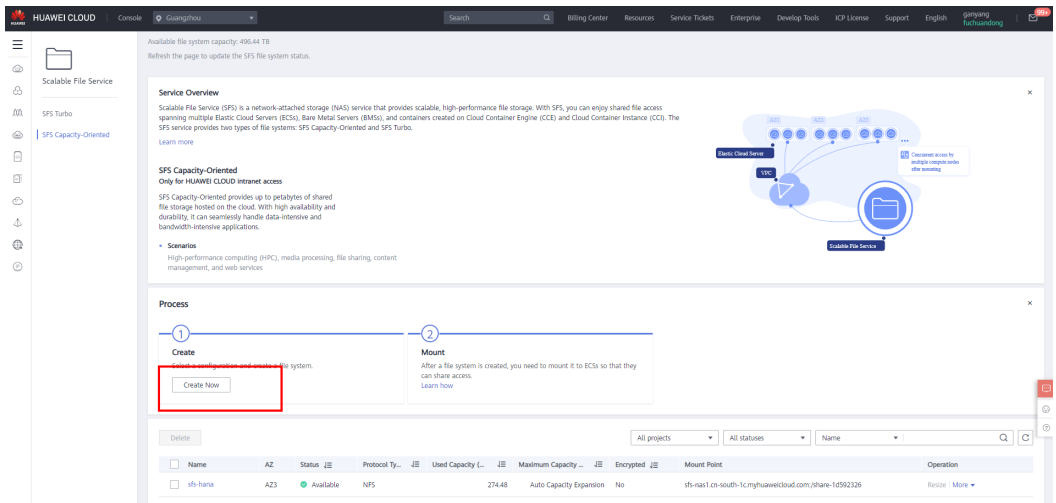 HUAWEI
HUAWEI CLOUD
Console
Guangzhou
Search
Billing Center
Resources
Service Tickets
Enterprise
Develop Tools
ICP License
Support
English
ganyang
fuchuandong
99+
Scalable File Service
SFS Turbo
SFS Capacity-Oriented
Available file system capacity: 496.44 TB
Refresh the page to update the SFS file system status.
Service Overview
Scalable File Service (SFS) is a network-attached storage (NAS) service that provides scalable, high-performance file storage. With SFS, you can enjoy shared file access
spanning multiple Elastic Cloud Servers (ECSs), Bare Metal Servers (BMSs), and containers created on Cloud Container Engine (CCE) and Cloud Container Instance (CCI). The
SFS service provides two types of file systems: SFS Capacity-Oriented and SFS Turbo.
Learn more
SFS Capacity-Oriented
Only for HUAWEI CLOUD intranet access
SFS Capacity-Oriented provides up to petabytes of shared
file storage hosted on the cloud. With high availability and
durability, it can seamlessly handle data-intensive and
bandwidth-intensive applications.
Scenarios
High-performance computing (HPC), media processing, file sharing, content
management, and web services
AZ1 AZ2 AZ3
Elastic Cloud Server
VPC
Concurrent access by
multiple compute nodes
after mounting
Scalable File Service
Process
1
Create
Select a configuration and create a file system.
Create Now
2
Mount
After a file system is created, you need to mount it to ECSs so that they
can share access.
Learn how
Delete
All projects
All statuses
Name
Name AZ Status Protocol Ty... Used Capacity (... Maximum Capacity ... Encrypted Mount Point Operation
sfs-hana AZ3 Available NFS 274.48 Auto Capacity Expansion No sfs-nas1.cn-south-1c.myhuaweicloud.com:/share-1d592326 Resize More